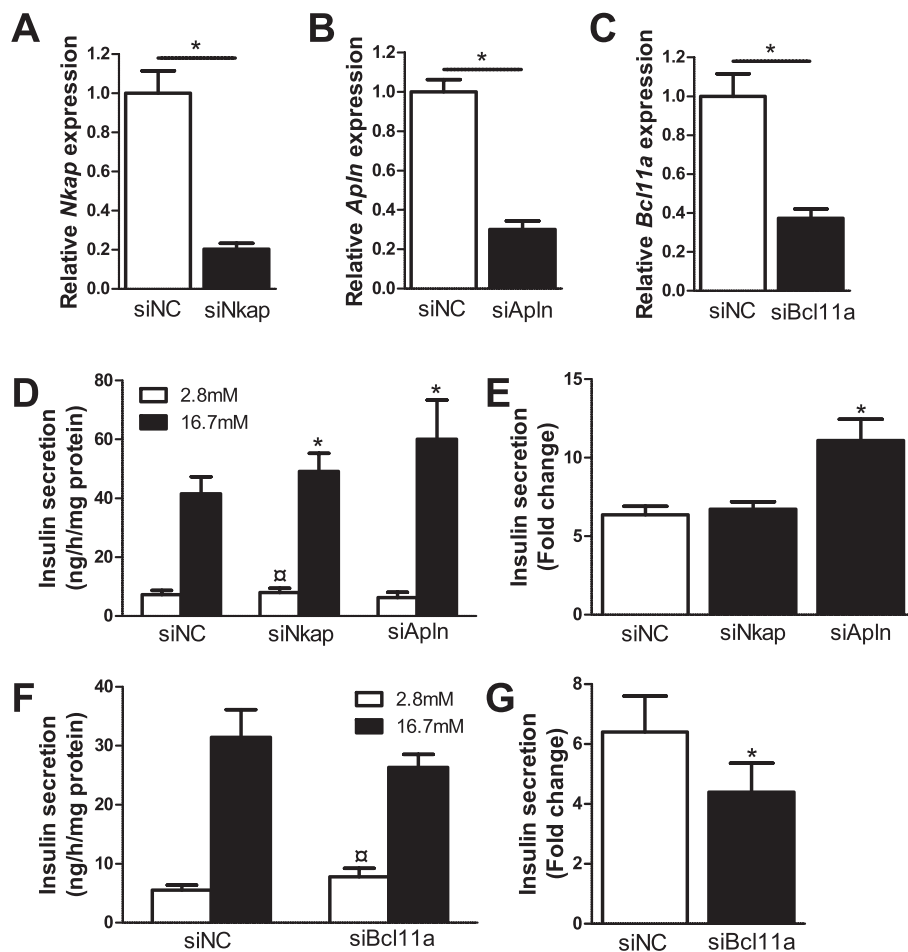 A
Relative Nkap expression
1.2
1.0
0.8
0.6
0.4
0.2
0.0
*
siNC siNkap
B
Relative Apln expression
1.2
1.0
0.8
0.6
0.4
0.2
0.0
*
siNC siApln
C
Relative Bcl11a expression
1.2
1.0
0.8
0.6
0.4
0.2
0.0
*
siNC siBcl11a
D
Insulin secretion
(ng/h/mg protein)
80
60
40
20
0
2.8mM
16.7mM
¤
*
*
siNC siNkap siApln
E
Insulin secretion
(Fold change)
15
10
5
0
*
siNC siNkap siApln
F
Insulin secretion
(ng/h/mg protein)
40
30
20
10
0
2.8mM
16.7mM
¤
siNC siBcl11a
G
Insulin secretion
(Fold change)
8
6
4
2
0
*
siNC siBcl11a